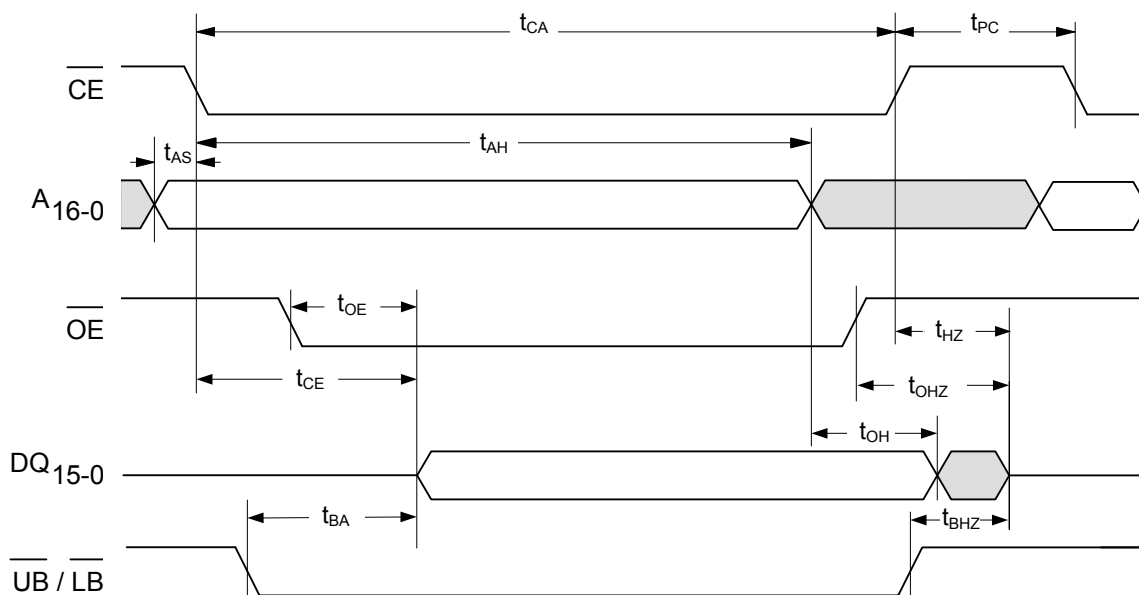 tCA
tPC
CE
tAS
tAH
A16-0
OE
tOE
tHZ
tCE
tOHZ
tOH
DQ15-0
tBA
tBHZ
UB / LB